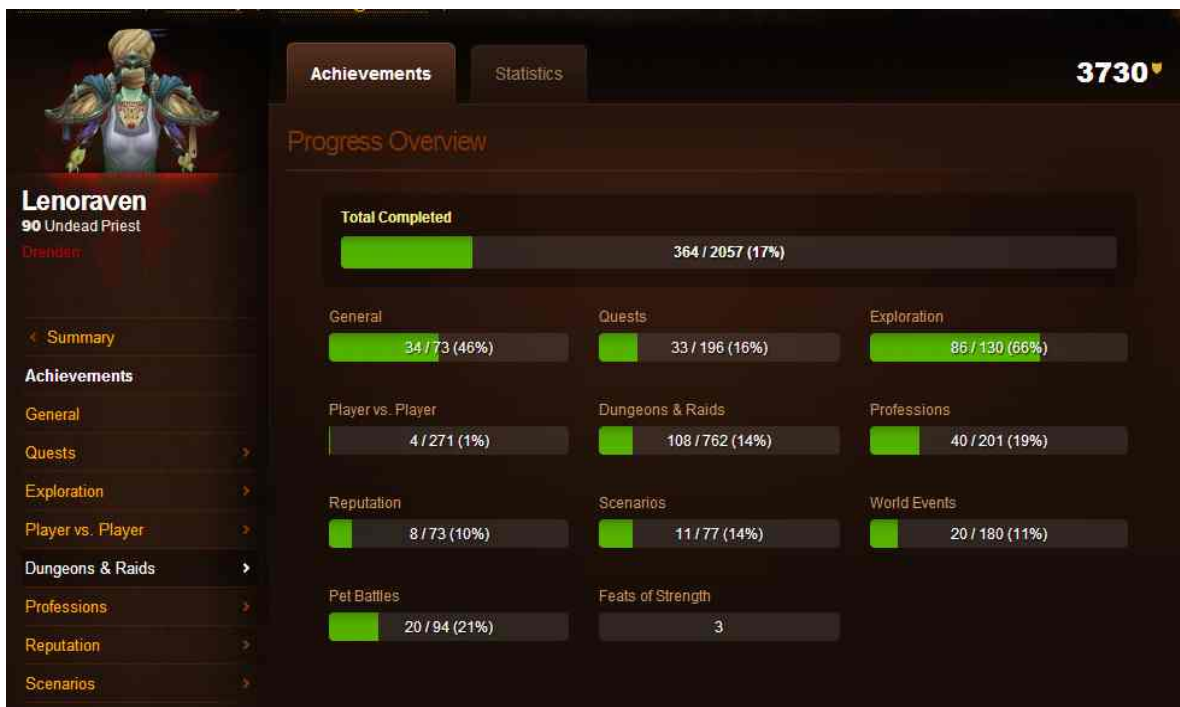 Achievements
Statistics
3730
Progress Overview
Lenoraven
90 Undead Priest
Drenden
Total Completed
364 / 2057 (17%)
General
Quests
Exploration
34 / 73 (46%)
33 / 196 (16%)
86 / 130 (66%)
Player vs. Player
Dungeons & Raids
Professions
4 / 271 (1%)
108 / 762 (14%)
40 / 201 (19%)
Reputation
Scenarios
World Events
8 / 73 (10%)
11 / 77 (14%)
20 / 180 (11%)
Pet Battles
Feats of Strength
20 / 94 (21%)
3
Summary
Achievements
General
Quests
Exploration
Player vs. Player
Dungeons & Raids
Professions
Reputation
Scenarios